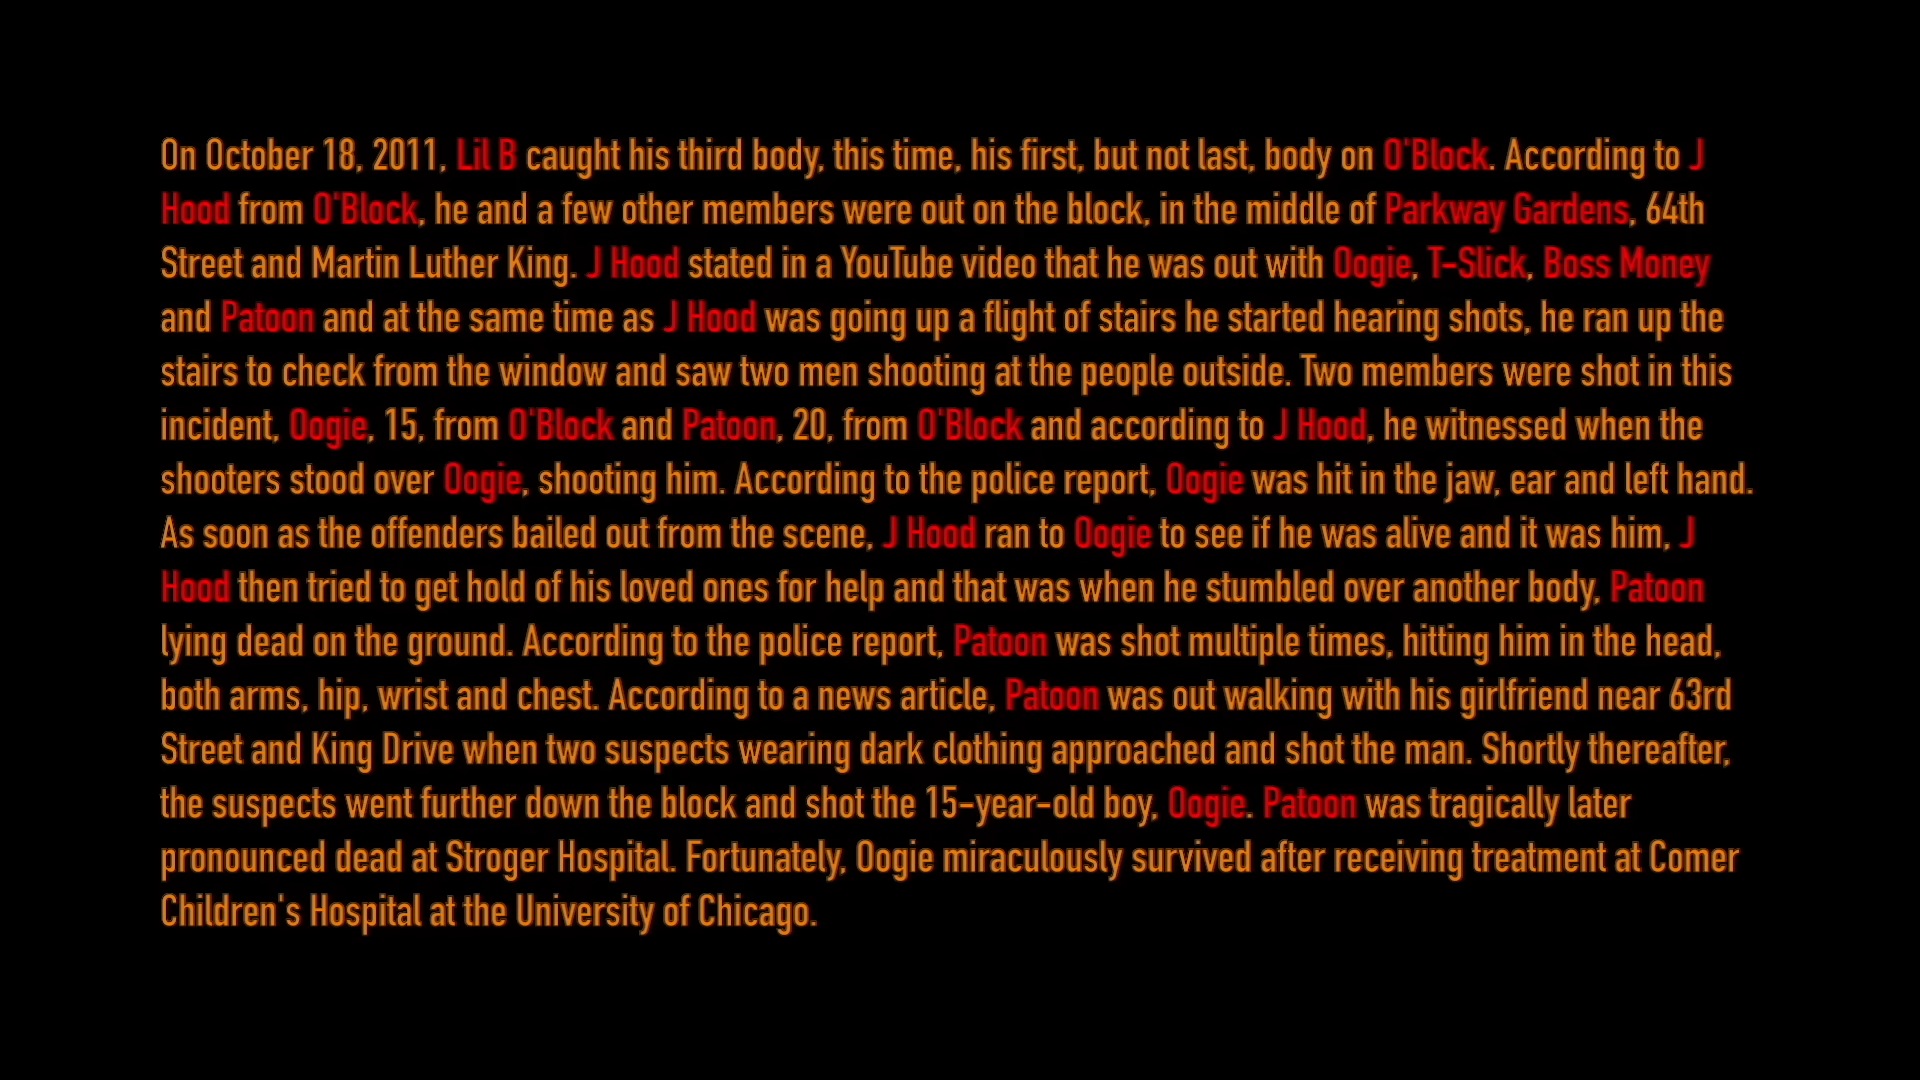 On October 18, 2011, Lil B caught his third body, this time, his first, but not last, body on O'Block. According to J
Hood from O'Block, he and a few other members were out on the block, in the middle of Parkway Gardens, 64th
Street and Martin Luther King. J Hood stated in a YouTube video that he was out with Oogie, T-Slick, Boss Money
and Patoon and at the same time as J Hood was going up a flight of stairs he started hearing shots, he ran up the
stairs to check from the window and saw two men shooting at the people outside. Two members were shot in this
incident, Oogie, 15, from O'Block and Patoon, 20, from O'Block and according to J Hood, he witnessed when the
shooters stood over Oogie, shooting him. According to the police report, Oogie was hit in the jaw, ear and left hand.
As soon as the offenders bailed out from the scene, J Hood ran to Oogie to see if he was alive and it was him, J
Hood then tried to get hold of his loved ones for help and that was when he stumbled over another body, Patoon
lying dead on the ground. According to the police report, Patoon was shot multiple times, hitting him in the head,
both arms, hip, wrist and chest. According to a news article, Patoon was out walking with his girlfriend near 63rd
Street and King Drive when two suspects wearing dark clothing approached and shot the man. Shortly thereafter,
the suspects went further down the block and shot the 15-year-old boy, Oogie. Patoon was tragically later
pronounced dead at Stroger Hospital. Fortunately, Oogie miraculously survived after receiving treatment at Comer
Children's Hospital at the University of Chicago.